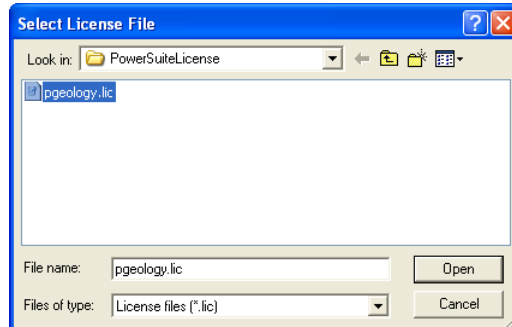 Select License File
Look in: PowerSuiteLicense
pgeology.lic
File name: pgeology.lic Open
Files of type: License files (*.lic) Cancel